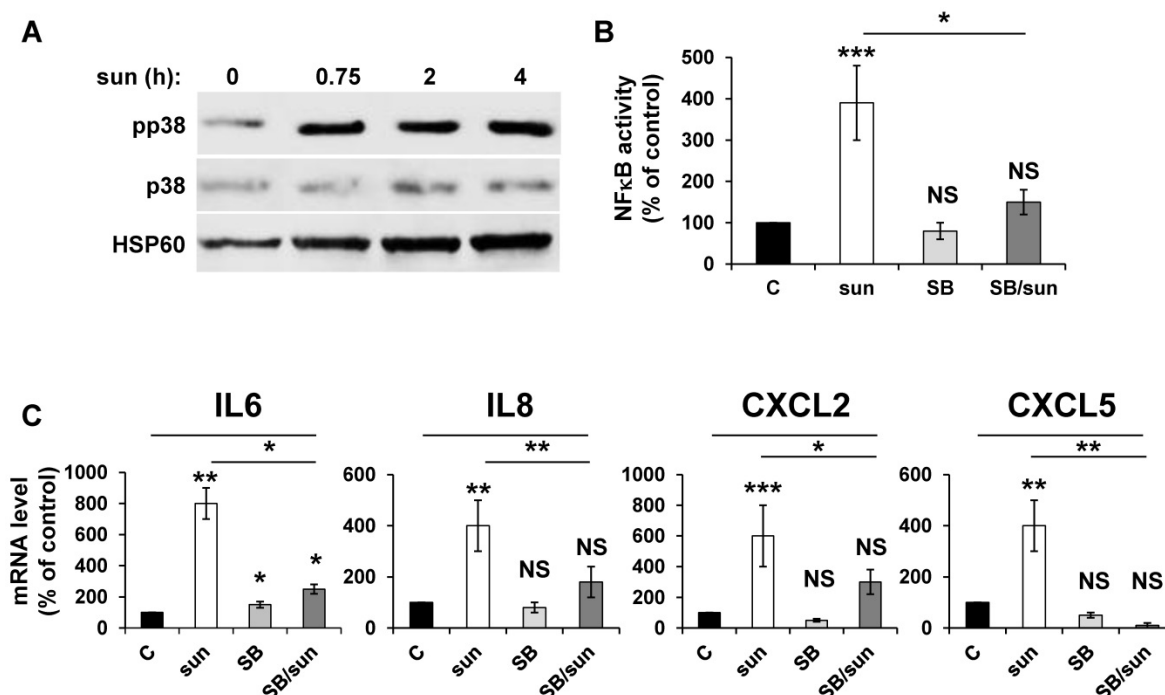 A
sun (h): 0 0.75 2 4
pp38
p38
HSP60
B
*
***
NS
NS
NFκB activity
(% of control)
500
400
300
200
100
0
C sun SB SB/sun
C
IL6
*
**
*
*
mRNA level
(% of control)
1000
800
600
400
200
0
C sun SB SB/sun
IL8
**
**
NS
NS
600
400
200
0
C sun SB SB/sun
CXCL2
*
***
NS
NS
1000
800
600
400
200
0
C sun SB SB/sun
CXCL5
**
**
NS
NS
600
400
200
0
C sun SB SB/sun